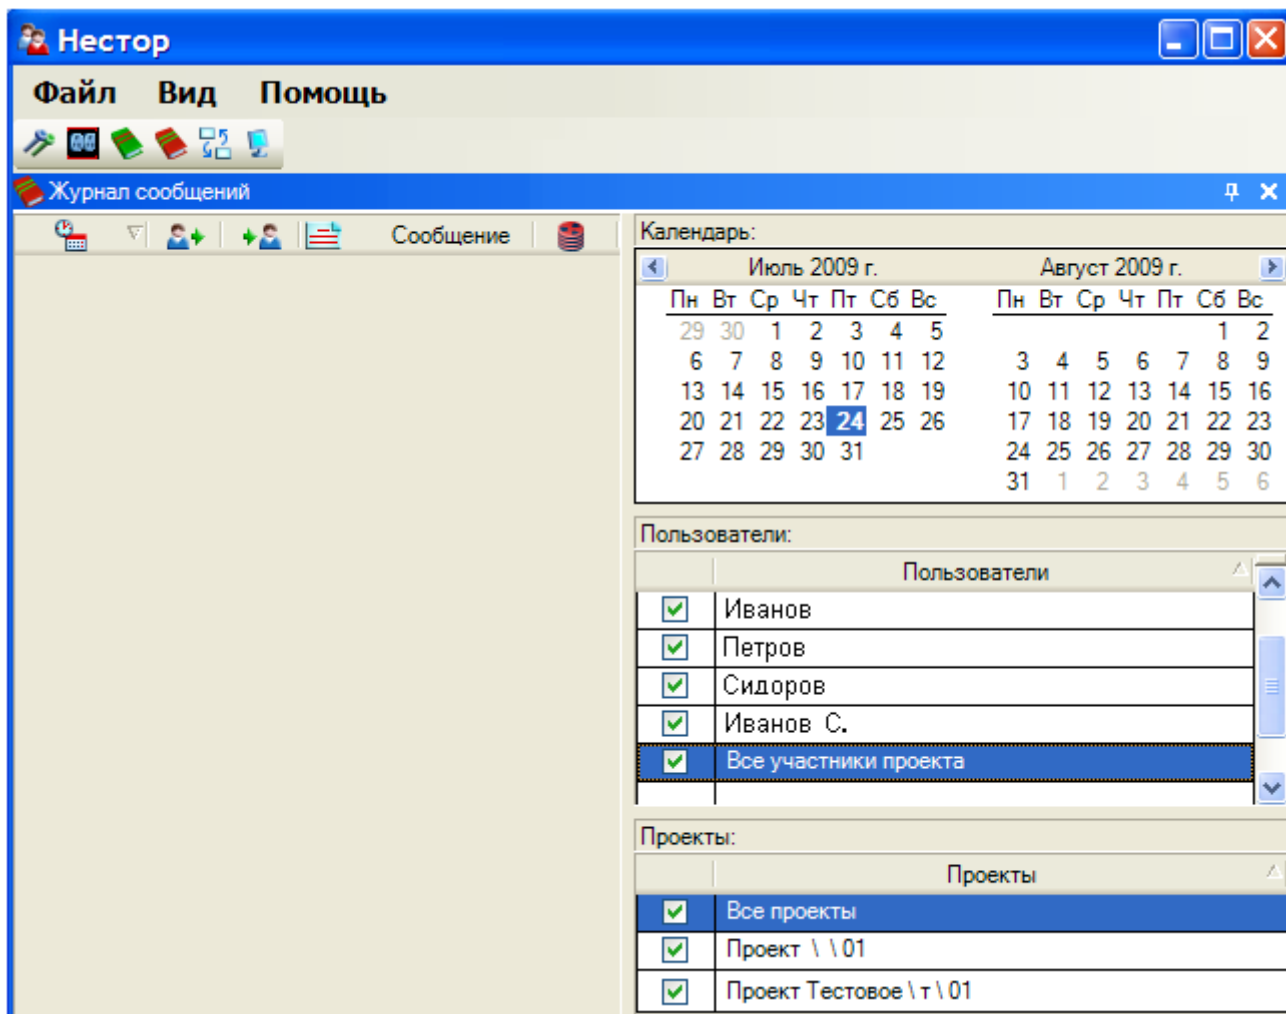 Нестор
Файл Вид Помощь
Журнал сообщений
Сообщение
Календарь:
Июль 2009 г. Август 2009 г.
Пн Вт Ср Чт Пт Сб Вс Пн Вт Ср Чт Пт Сб Вс
29 30 1 2 3 4 5 1 2
6 7 8 9 10 11 12 3 4 5 6 7 8 9
13 14 15 16 17 18 19 10 11 12 13 14 15 16
20 21 22 23 24 25 26 17 18 19 20 21 22 23
27 28 29 30 31 24 25 26 27 28 29 30
31 1 2 3 4 5 6
Пользователи:
Пользователи
Иванов
Петров
Сидоров
Иванов С.
Все участники проекта
Проекты:
Проекты
Все проекты
Проект \ \ 01
Проект Тестовое \ т \ 01